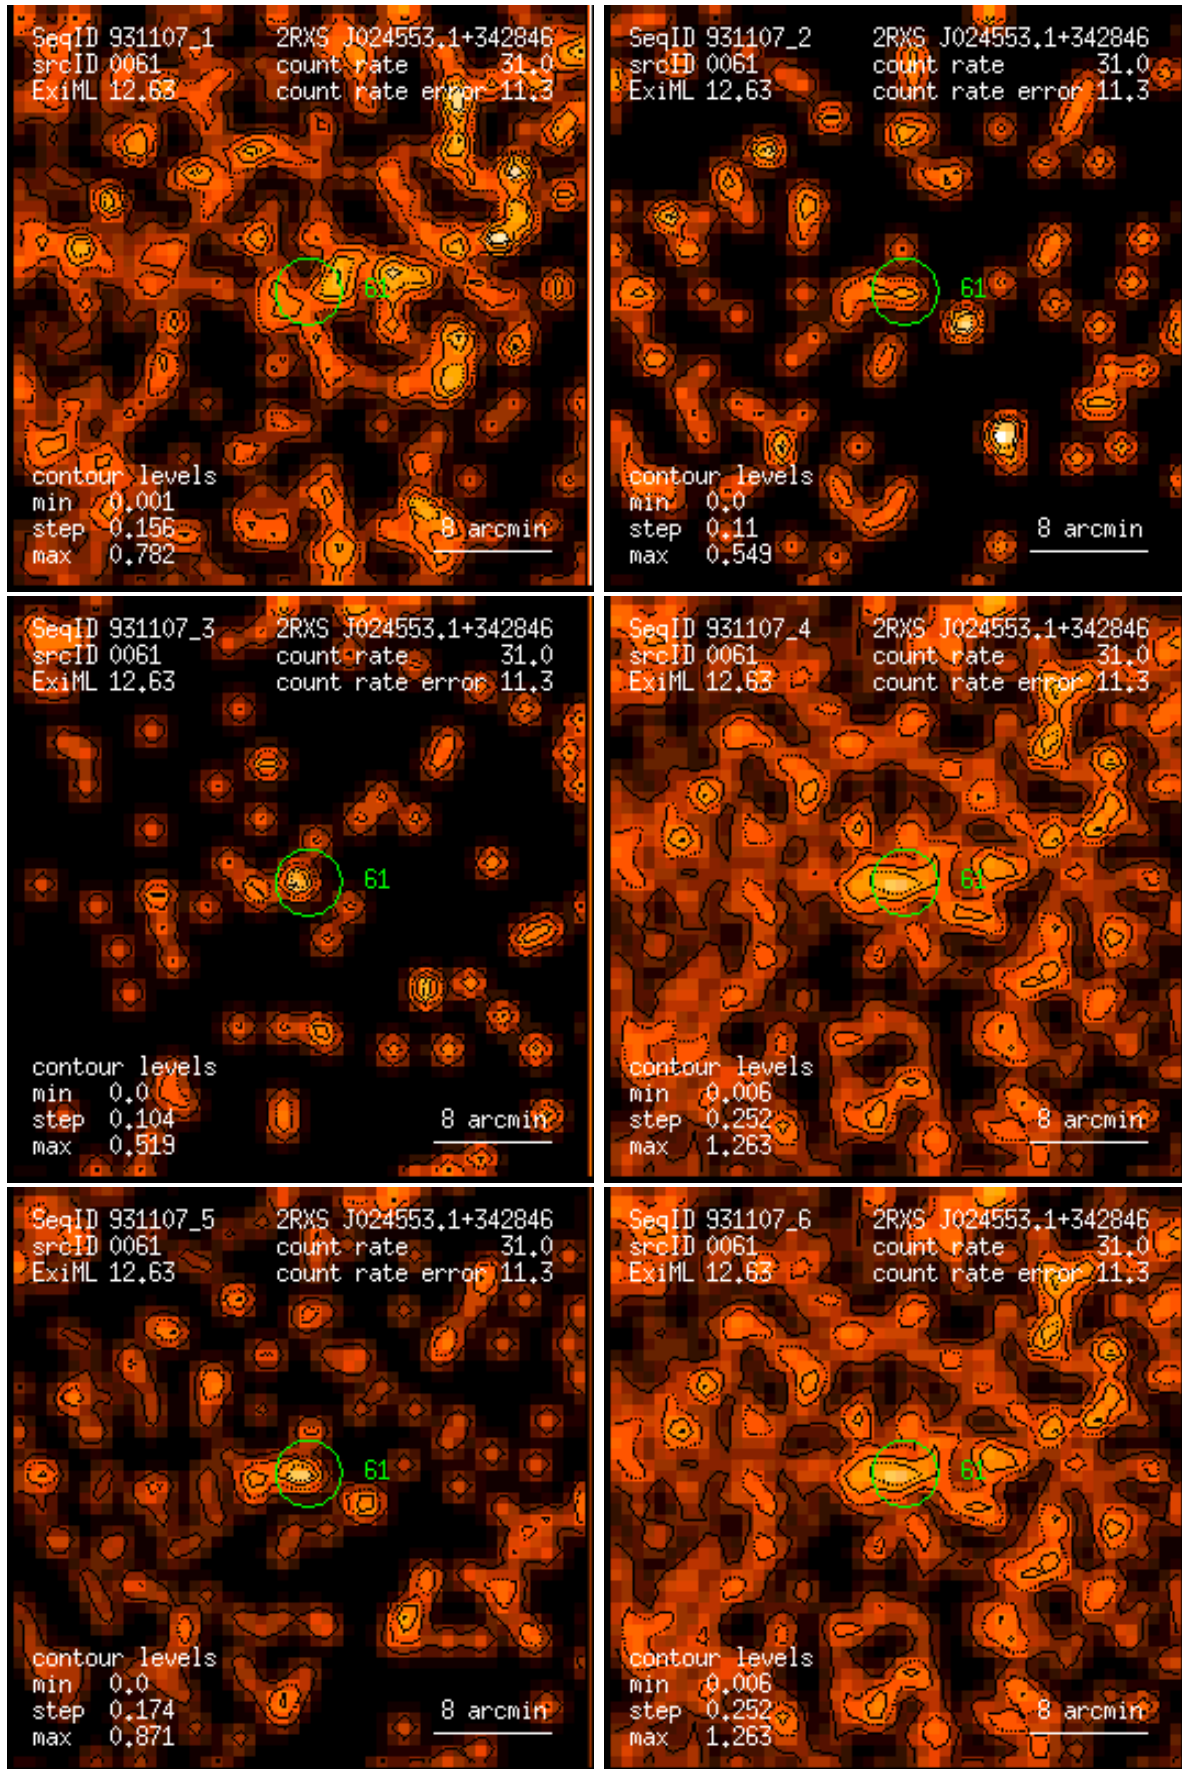 SeqID 931107_1 2RXS J024553.1+342846
srcID 0061 count rate 31.0
ExiML 12.63 count rate error 11.3
61
contour levels
min 0.001
step 0.156 8 arcmin
max 0.782
SeqID 931107_2 2RXS J024553.1+342846
srcID 0061 count rate 31.0
ExiML 12.63 count rate error 11.3
61
contour levels
min 0.0
step 0.11 8 arcmin
max 0.549
SeqID 931107_3 2RXS J024553.1+342846
srcID 0061 count rate 31.0
ExiML 12.63 count rate error 11.3
61
contour levels
min 0.0
step 0.104 8 arcmin
max 0.519
SeqID 931107_4 2RXS J024553.1+342846
srcID 0061 count rate 31.0
ExiML 12.63 count rate error 11.3
61
contour levels
min 0.006
step 0.252 8 arcmin
max 1.263
SeqID 931107_5 2RXS J024553.1+342846
srcID 0061 count rate 31.0
ExiML 12.63 count rate error 11.3
61
contour levels
min 0.0
step 0.174 8 arcmin
max 0.871
SeqID 931107_6 2RXS J024553.1+342846
srcID 0061 count rate 31.0
ExiML 12.63 count rate error 11.3
61
contour levels
min 0.006
step 0.252 8 arcmin
max 1.263